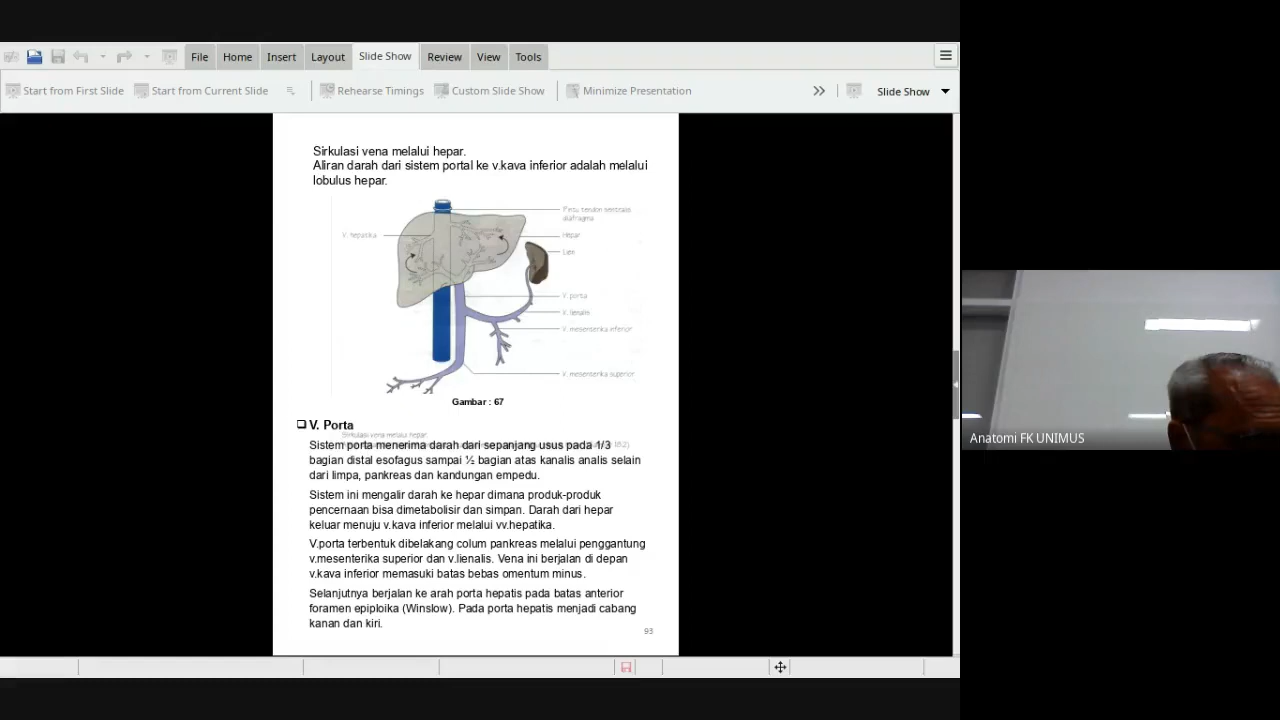 File Home Insert Layout Slide Show Review View Tools
Start from First Slide Start from Current Slide Rehearse Timings Custom Slide Show Minimize Presentation Slide Show
Sirkulasi vena melalui hepar.
Aliran darah dari sistem portal ke v.kava inferior adalah melalui
lobulus hepar.
sentralis
diafragma
V. hepatika
Hepar
Lien
V. porta
V. lienalis
V. mesenterika inferior
V. mesenterika superior
Gambar : 67
V. Porta
Sirkulasi vena melalui hepar.
Sistem porta menerima darah dari sepanjang usus pada 1/3
bagian distal esofagus sampai ½ bagian atas kanalis analis selain
dari limpa, pankreas dan kandungan empedu.
Sistem ini mengalir darah ke hepar dimana produk-produk
pencernaan bisa dimetabolisir dan simpan. Darah dari hepar
keluar menuju v.kava inferior melalui vv.hepatika.
V.porta terbentuk dibelakang colum pankreas melalui penggantung
v.mesenterika superior dan v.lienalis. Vena ini berjalan di depan
v.kava inferior memasuki batas bebas omentum minus.
Selanjutnya berjalan ke arah porta hepatis pada batas anterior
foramen epiploika (Winslow). Pada porta hepatis menjadi cabang
kanan dan kiri.
93
Anatomi FK UNIMUS